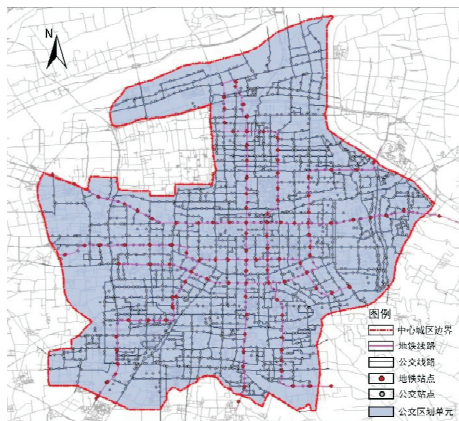 N
图例
中心城区边界
地铁线路
公交线路
地铁站点
公交站点
公交区划单元